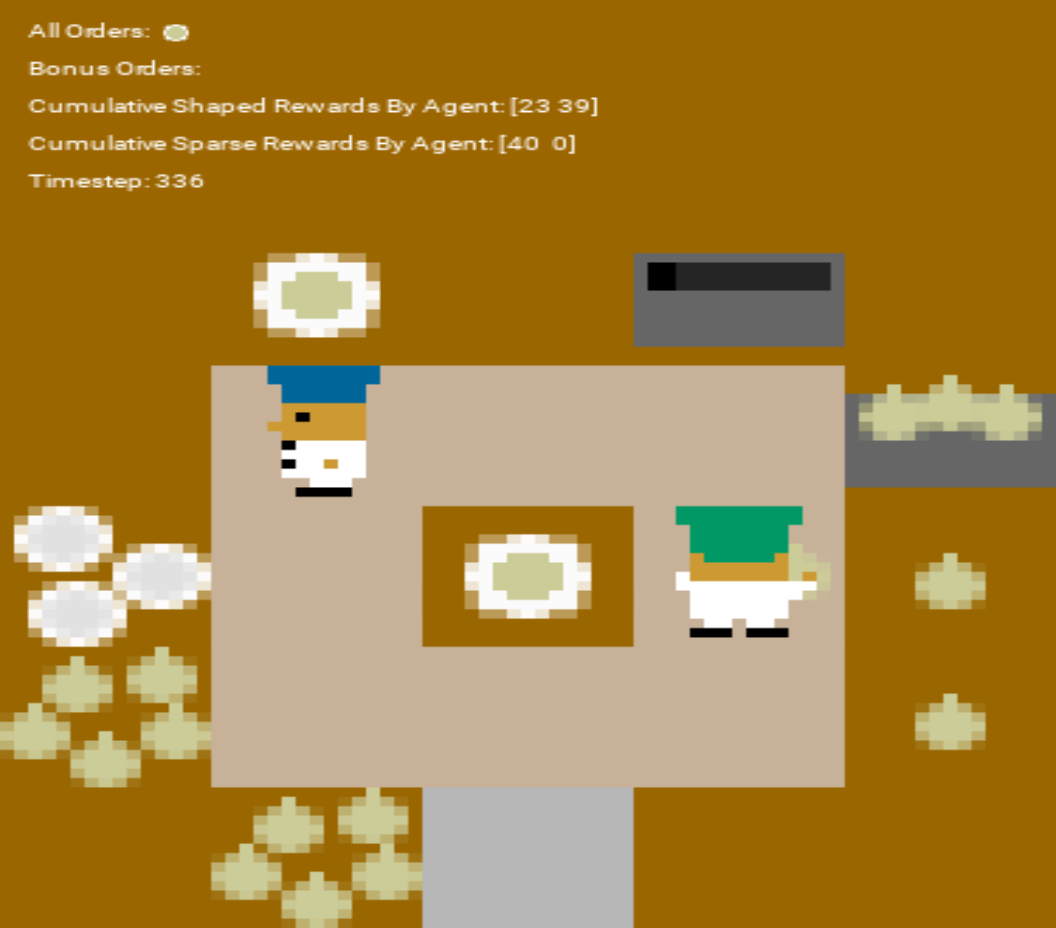 All Orders:
Bonus Orders:
Cumulative Shaped Rewards By Agent: [23 39]
Cumulative Sparse Rewards By Agent: [40  0]
Timestep: 336